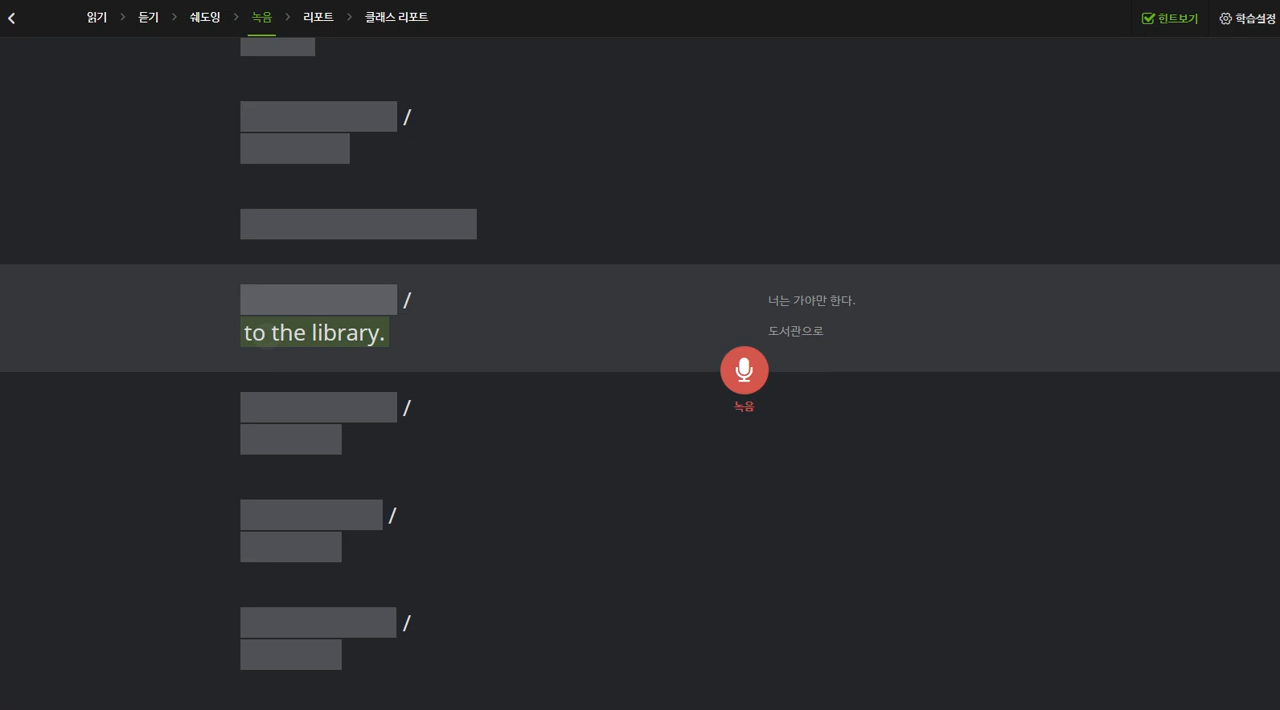 읽기 > 듣기 > 쉐도잉 > 녹음 > 리포트 > 클래스 리포트
힌트보기
학습설정
/
/
너는 가야만 한다.
to the library.
도서관으로
녹음
/
/
/